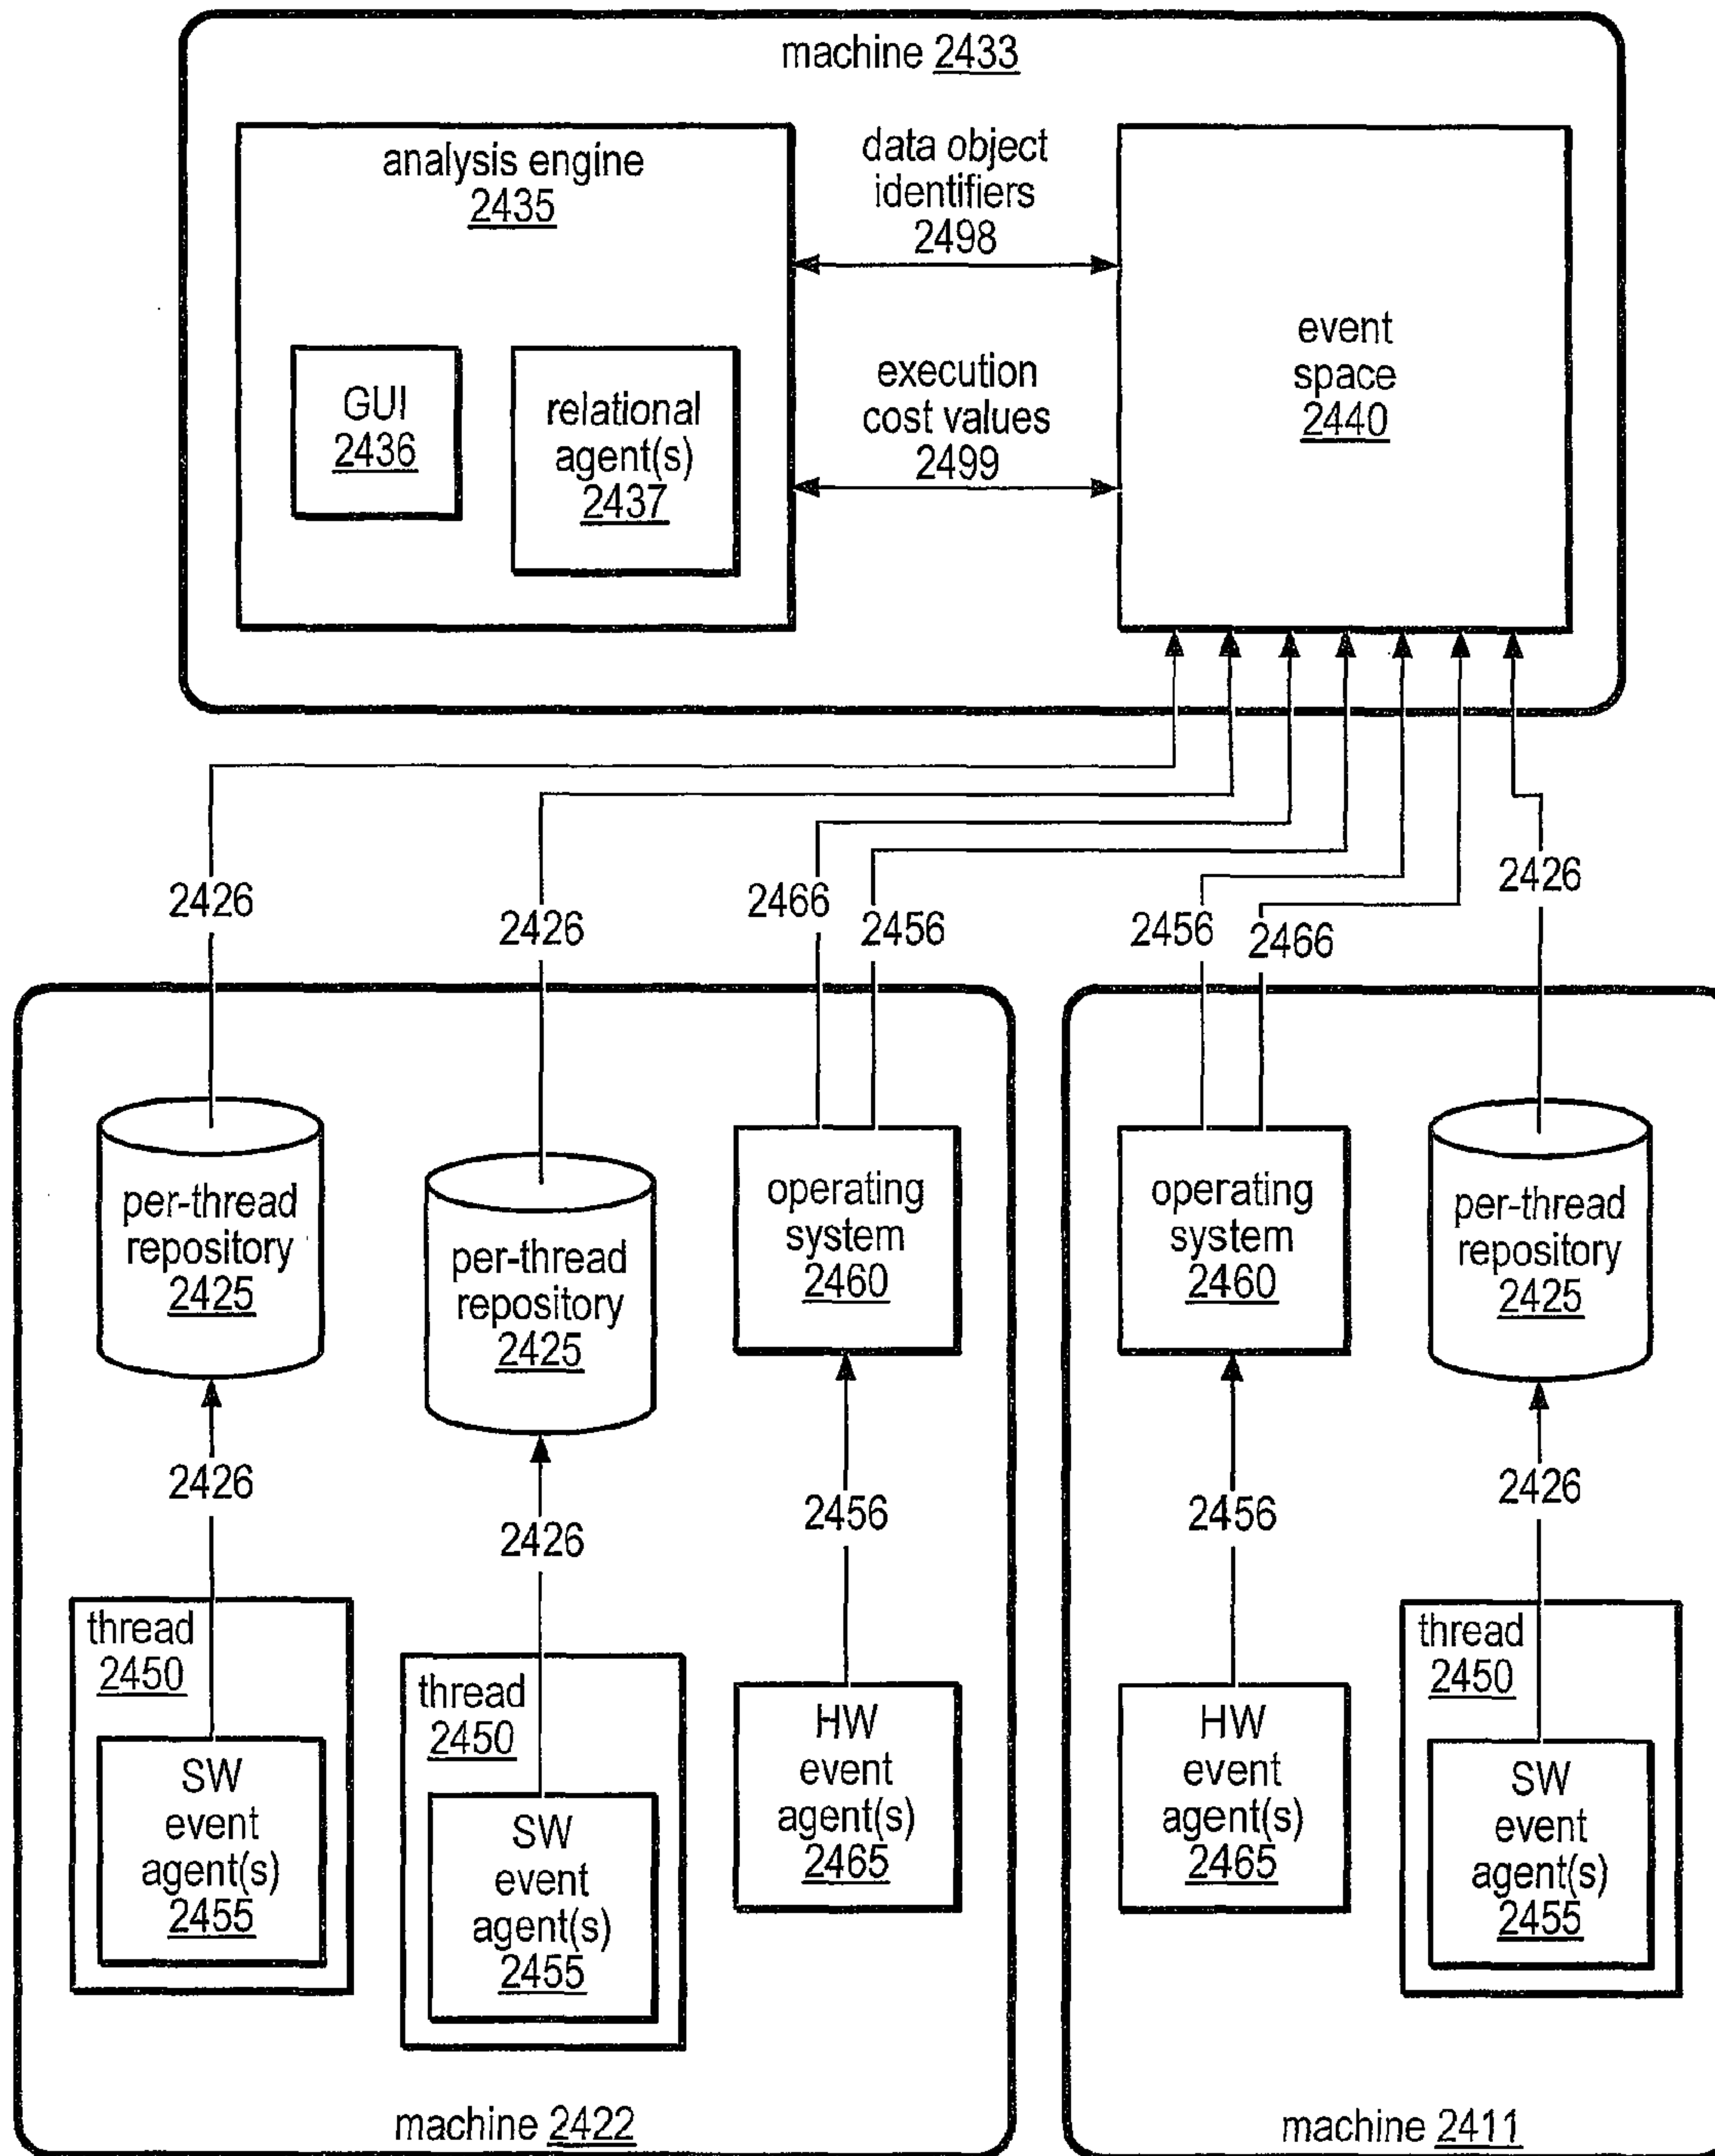 machine 2433
analysis engine
2435
data object
identifiers
2498
event
space
2440
GUI
2436
relational
agent(s)
2437
execution
cost values
2499
2426
2426
2466
2456
2456
2466
2426
per-thread
repository
2425
per-thread
repository
2425
operating
system
2460
operating
system
2460
per-thread
repository
2425
2426
2426
2456
2456
2426
thread
2450
SW
event
agent(s)
2455
thread
2450
SW
event
agent(s)
2455
HW
event
agent(s)
2465
HW
event
agent(s)
2465
thread
2450
SW
event
agent(s)
2455
machine 2422
machine 2411